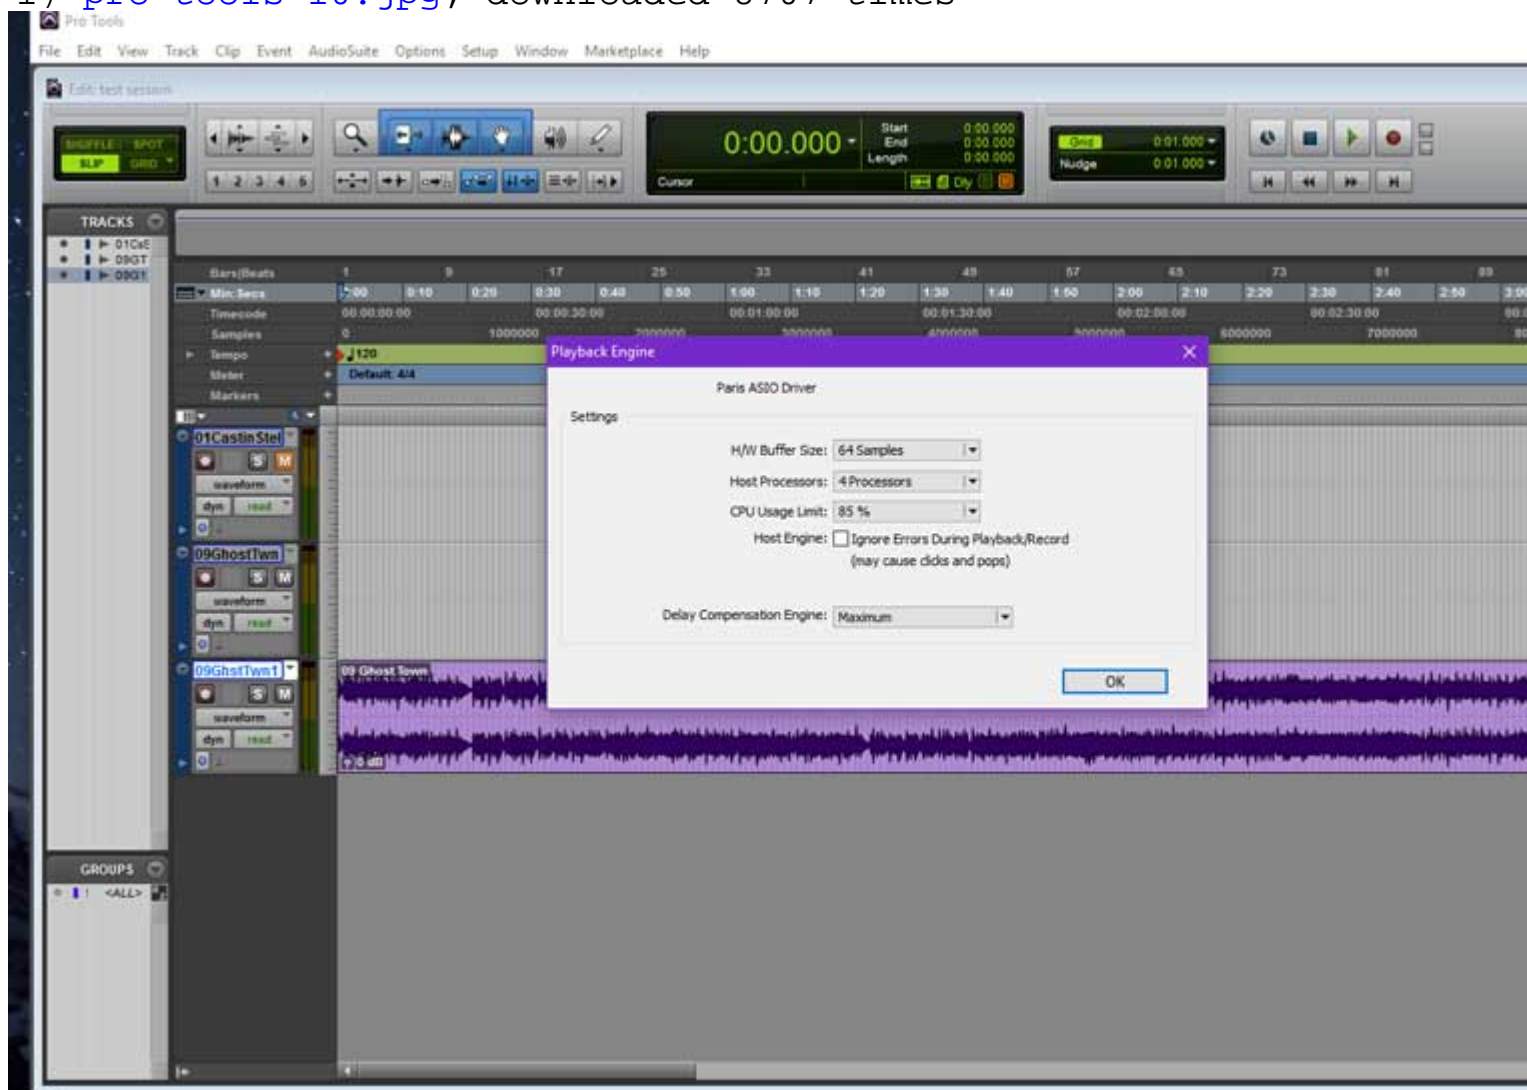 Pro Tools
File Edit View Track Clip Event AudioSuite Options Setup Window Marketplace Help
Edit: test session
SHUFFLE SPOT
SLIP GRID
1 2 3 4 5
0:00.000
Start 0:00.000
End 0:00.000
Length 0:00.000
Cursor
Dly
Grid 0:01.000
Nudge 0:01.000
TRACKS
09GT
Bars|Beats 1 9 17 25 33 41 49 57 65 73 81 89
Min:Secs 0:10 0:20 0:30 0:40 0:50 1:00 1:10 1:20 1:30 1:40 1:50 2:00 2:10 2:20 2:30 2:40 2:50
Timecode 00:00:00:00 00:00:30:00 00:01:00:00 00:01:30:00 00:02:00:00 00:02:30:00
Samples 0 1000000 2000000 3000000 4000000 5000000 6000000 7000000
Tempo 120
Meter Default: 4/4
Markers
Playback Engine
Paris ASIO Driver
Settings
H/W Buffer Size: 64 Samples
Host Processors: 4 Processors
CPU Usage Limit: 85 %
Host Engine: Ignore Errors During Playback/Record
(may cause clicks and pops)
Delay Compensation Engine: Maximum
OK
01CastinStel
S M
waveform
dyn read
09GhostTwn
S M
waveform
dyn read
09GhstTwn1
S M
waveform
dyn read
09 Ghost Town
0 dB
GROUPS
! <ALL>